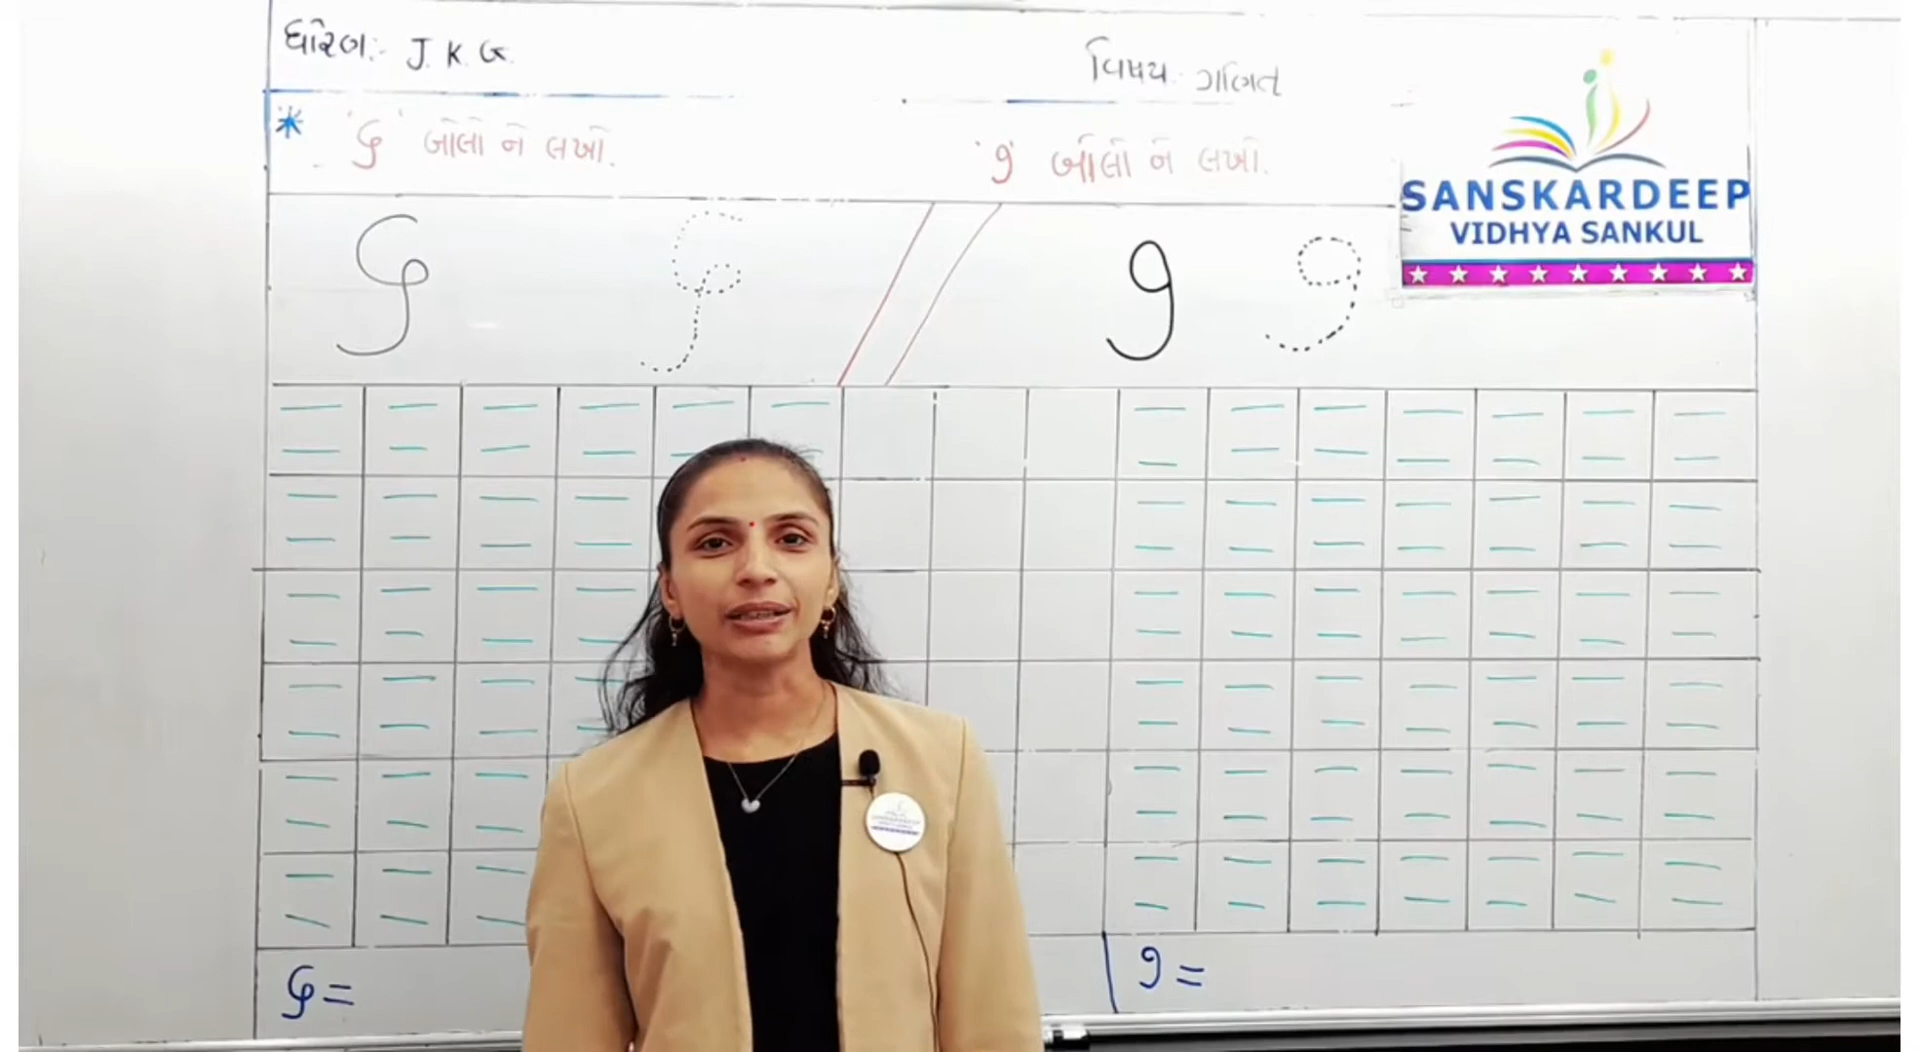 ધોરણ:- J.K.G.
વિષય:- ગણિત
* '૬' બોલો ને લખો.
'૭' બોલો ને લખો.
SANSKARDEEP
VIDHYA SANKUL
૬ ૬ // ૭ ૭
૬ =
૭ =